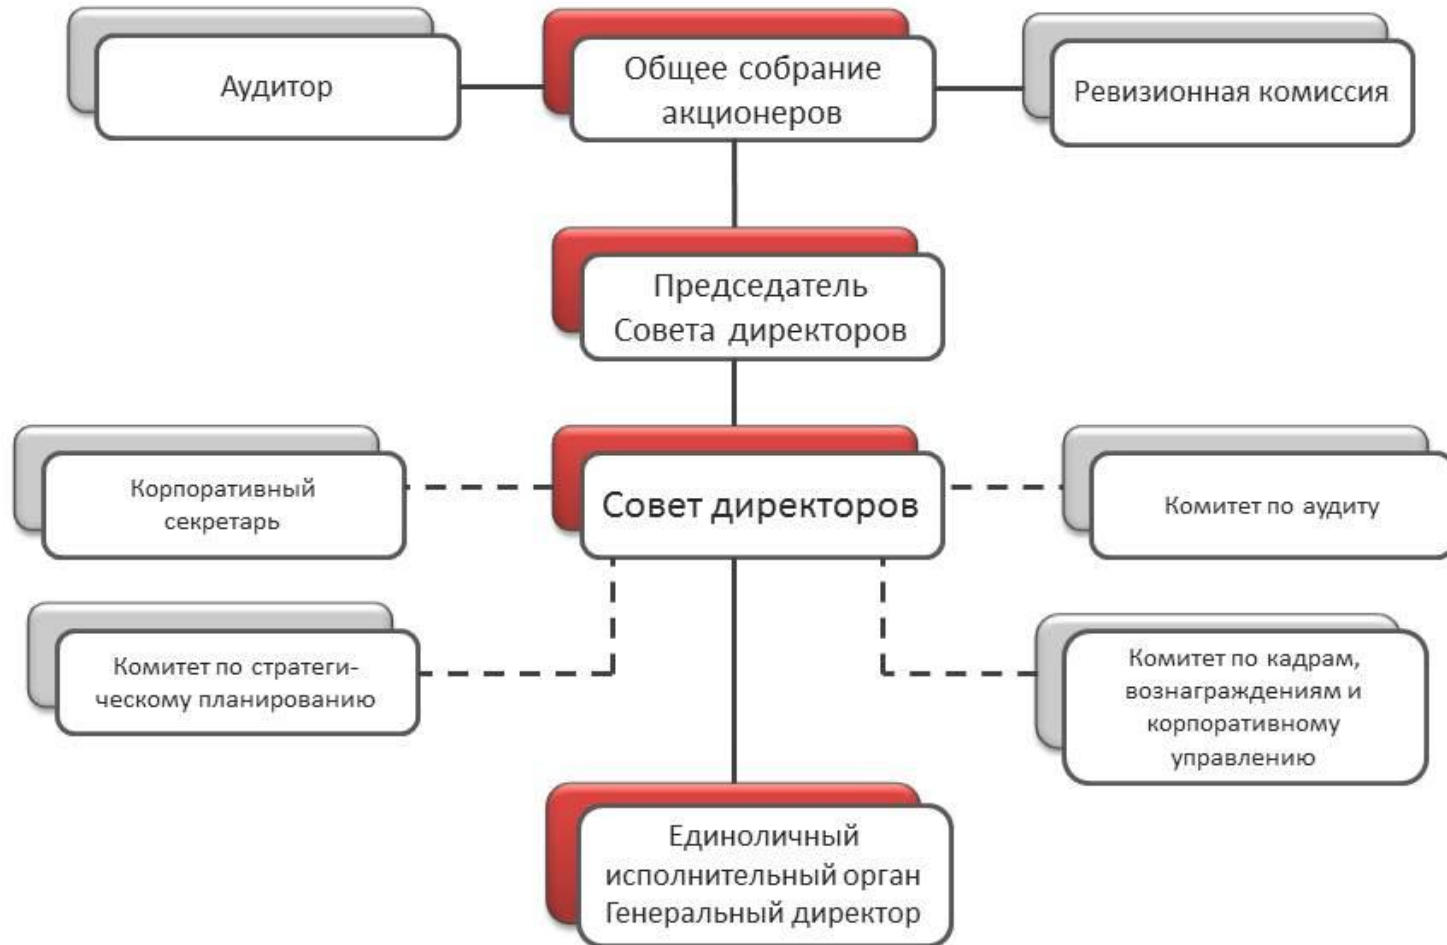 Аудитор
Общее собрание
акционеров
Ревизионная комиссия
Председатель
Совета директоров
Корпоративный
секретарь
Совет директоров
Комитет по аудиту
Комитет по стратеги-
ческому планированию
Комитет по кадрам,
вознаграждениям и
корпоративному
управлению
Единоличный
исполнительный орган
Генеральный директор